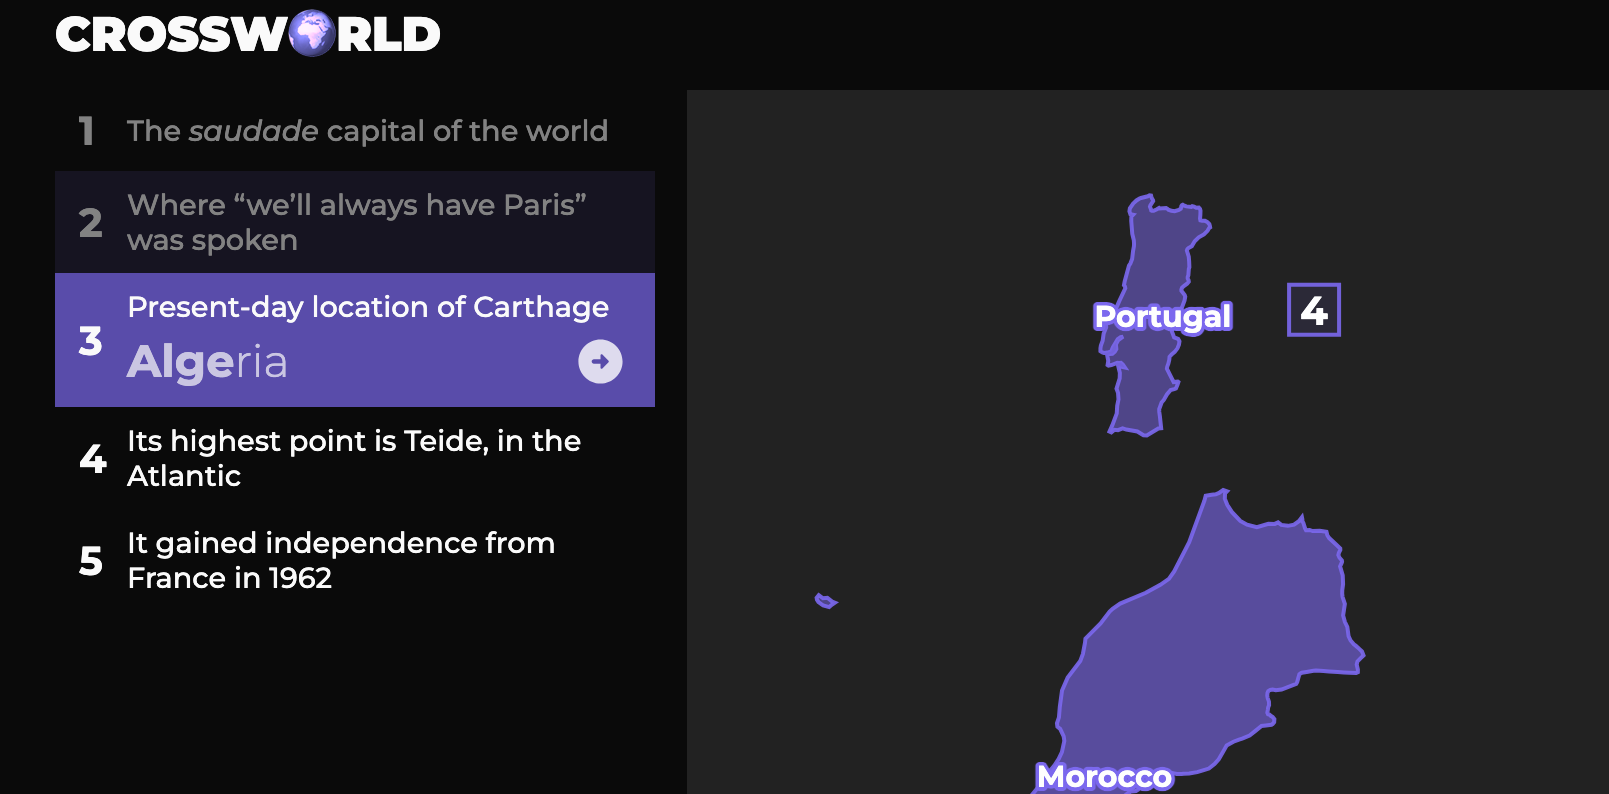 CROSSWORLD
1 The saudade capital of the world
2 Where “we’ll always have Paris”
was spoken
3 Present-day location of Carthage
Algeria
4 Its highest point is Teide, in the
Atlantic
5 It gained independence from
France in 1962
Portugal
4
Morocco